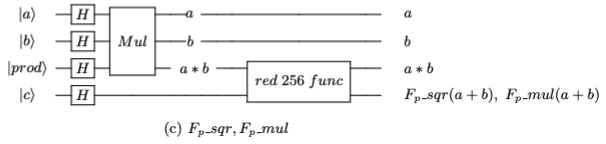 |a⟩ H Mul a a
|b⟩ H b b
|prod⟩ H a * b red 256 func a * b
|c⟩ H F_p_sqr(a + b), F_p_mul(a + b)
(c) F_p_sqr, F_p_mul